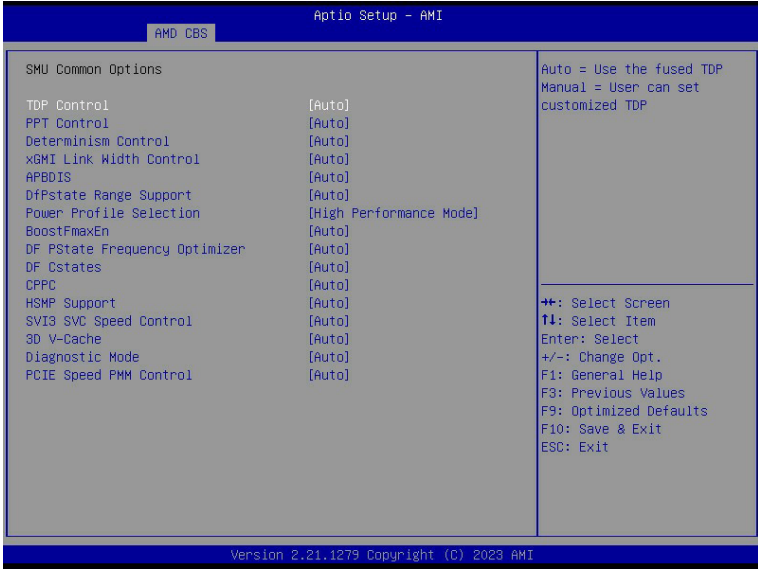 Aptio Setup – AMI
AMD CBS
SMU Common Options
TDP Control [Auto]
PPT Control [Auto]
Determinism Control [Auto]
xGMI Link Width Control [Auto]
APBDIS [Auto]
DfPstate Range Support [Auto]
Power Profile Selection [High Performance Mode]
BoostFmaxEn [Auto]
DF PState Frequency Optimizer [Auto]
DF Cstates [Auto]
CPPC [Auto]
HSMP Support [Auto]
SVI3 SVC Speed Control [Auto]
3D V-Cache [Auto]
Diagnostic Mode [Auto]
PCIE Speed PMM Control [Auto]
Auto = Use the fused TDP
Manual = User can set
customized TDP
→←: Select Screen
↑↓: Select Item
Enter: Select
+/-: Change Opt.
F1: General Help
F3: Previous Values
F9: Optimized Defaults
F10: Save & Exit
ESC: Exit
Version 2.21.1279 Copyright (C) 2023 AMI